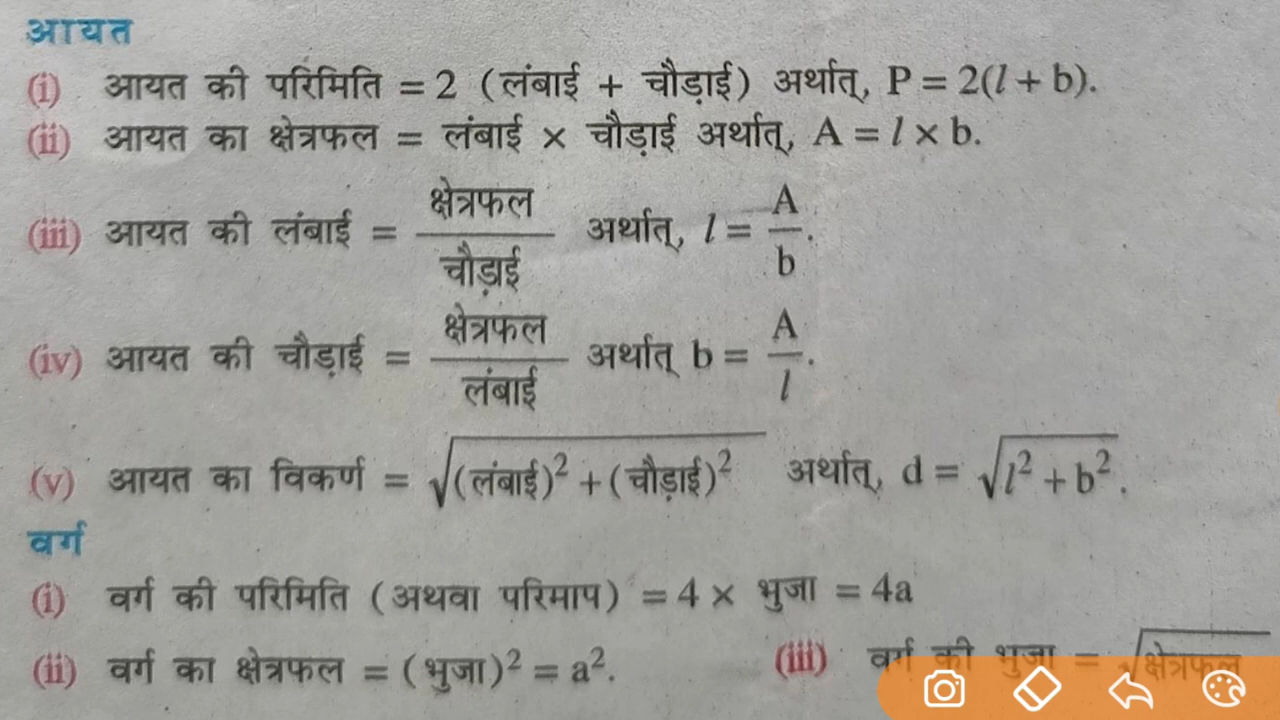 आयत
(i) आयत की परिमिति = 2 (लंबाई + चौड़ाई) अर्थात्, P = 2(l + b).
(ii) आयत का क्षेत्रफल = लंबाई × चौड़ाई अर्थात्, A = l × b.
(iii) आयत की लंबाई = क्षेत्रफल / चौड़ाई अर्थात्, l = A / b.
(iv) आयत की चौड़ाई = क्षेत्रफल / लंबाई अर्थात् b = A / l.
(v) आयत का विकर्ण = √(लंबाई)² + (चौड़ाई)² अर्थात्, d = √l² + b².
वर्ग
(i) वर्ग की परिमिति (अथवा परिमाप) = 4 × भुजा = 4a
(ii) वर्ग का क्षेत्रफल = (भुजा)² = a². (iii) वर्ग की भुजा = √क्षेत्रफल